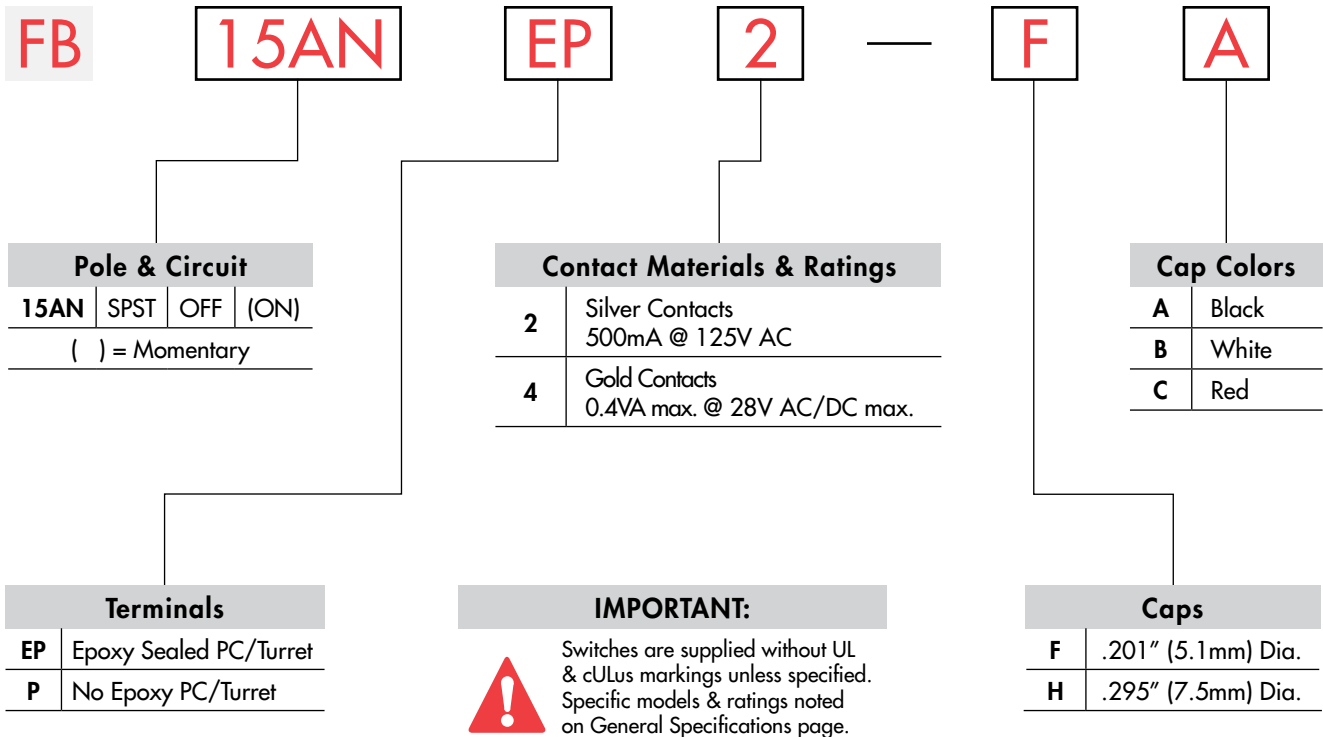 FB 15AN EP 2 — F A
Pole & Circuit
15AN SPST OFF (ON)
( ) = Momentary
Contact Materials & Ratings
2 Silver Contacts
500mA @ 125V AC
4 Gold Contacts
0.4VA max. @ 28V AC/DC max.
Cap Colors
A Black
B White
C Red
Terminals
EP Epoxy Sealed PC/Turret
P No Epoxy PC/Turret
IMPORTANT:
Switches are supplied without UL
& cULus markings unless specified.
Specific models & ratings noted
on General Specifications page.
Caps
F .201″ (5.1mm) Dia.
H .295″ (7.5mm) Dia.